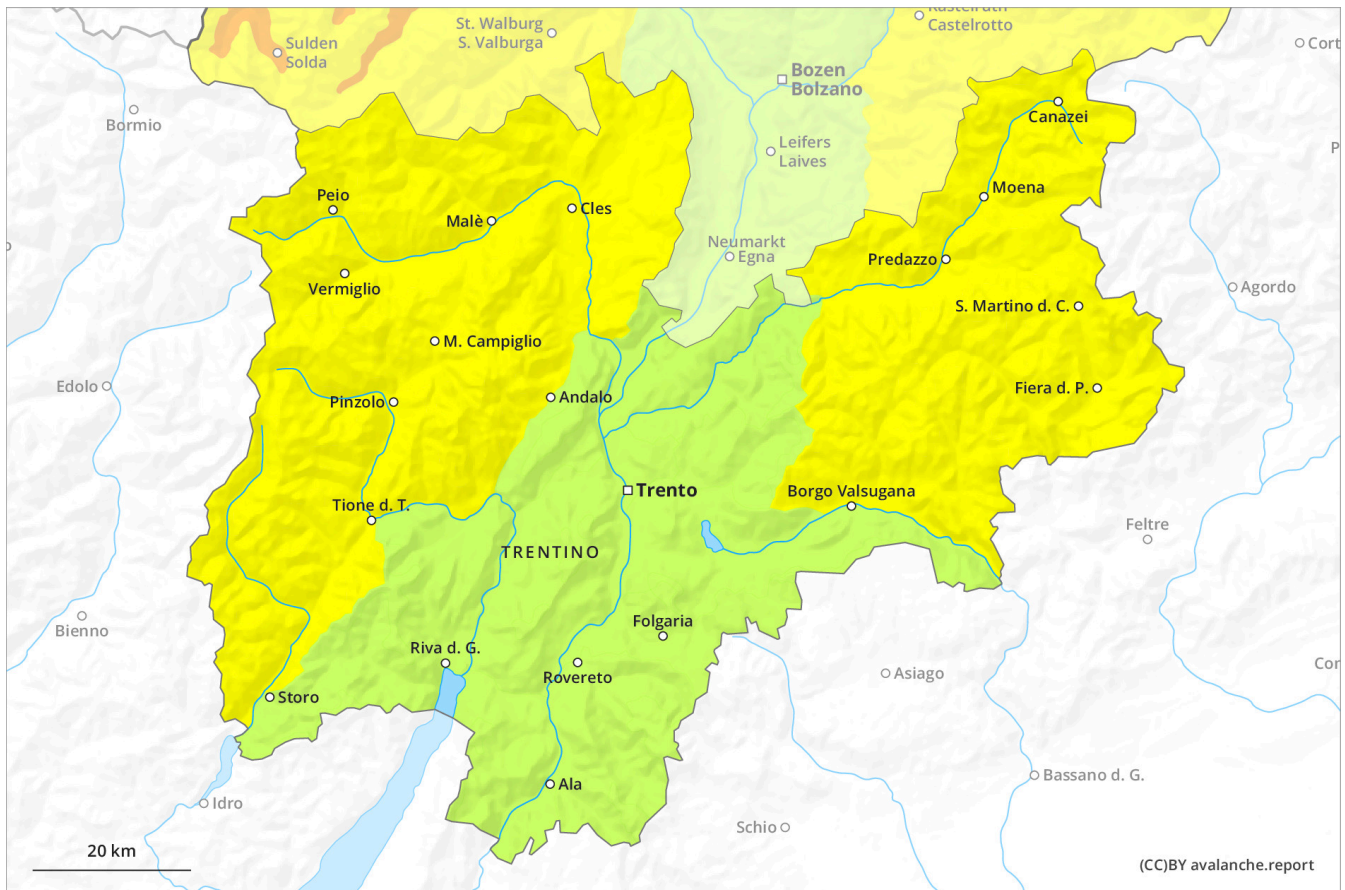 Kastelruth
Castelrotto
St. Walburg
S. Valburga
Sulden
Solda
Cort
Bozen
Bolzano
Bormio
Canazei
Leifers
Laives
P
Moena
Peio
Malè
Cles
Neumarkt
Egna
Predazzo
Vermiglio
Agordo
S. Martino d. C.
M. Campiglio
Edolo
Fiera d. P.
Pinzolo
Andalo
Trento
Borgo Valsugana
Tione d. T.
Feltre
TRENTINO
Bienno
Folgaria
Riva d. G.
Asiago
Cor
Rovereto
Storo
Bassano d. G.
Ala
Idro
Schio
20 km
(CC)BY avalanche.report